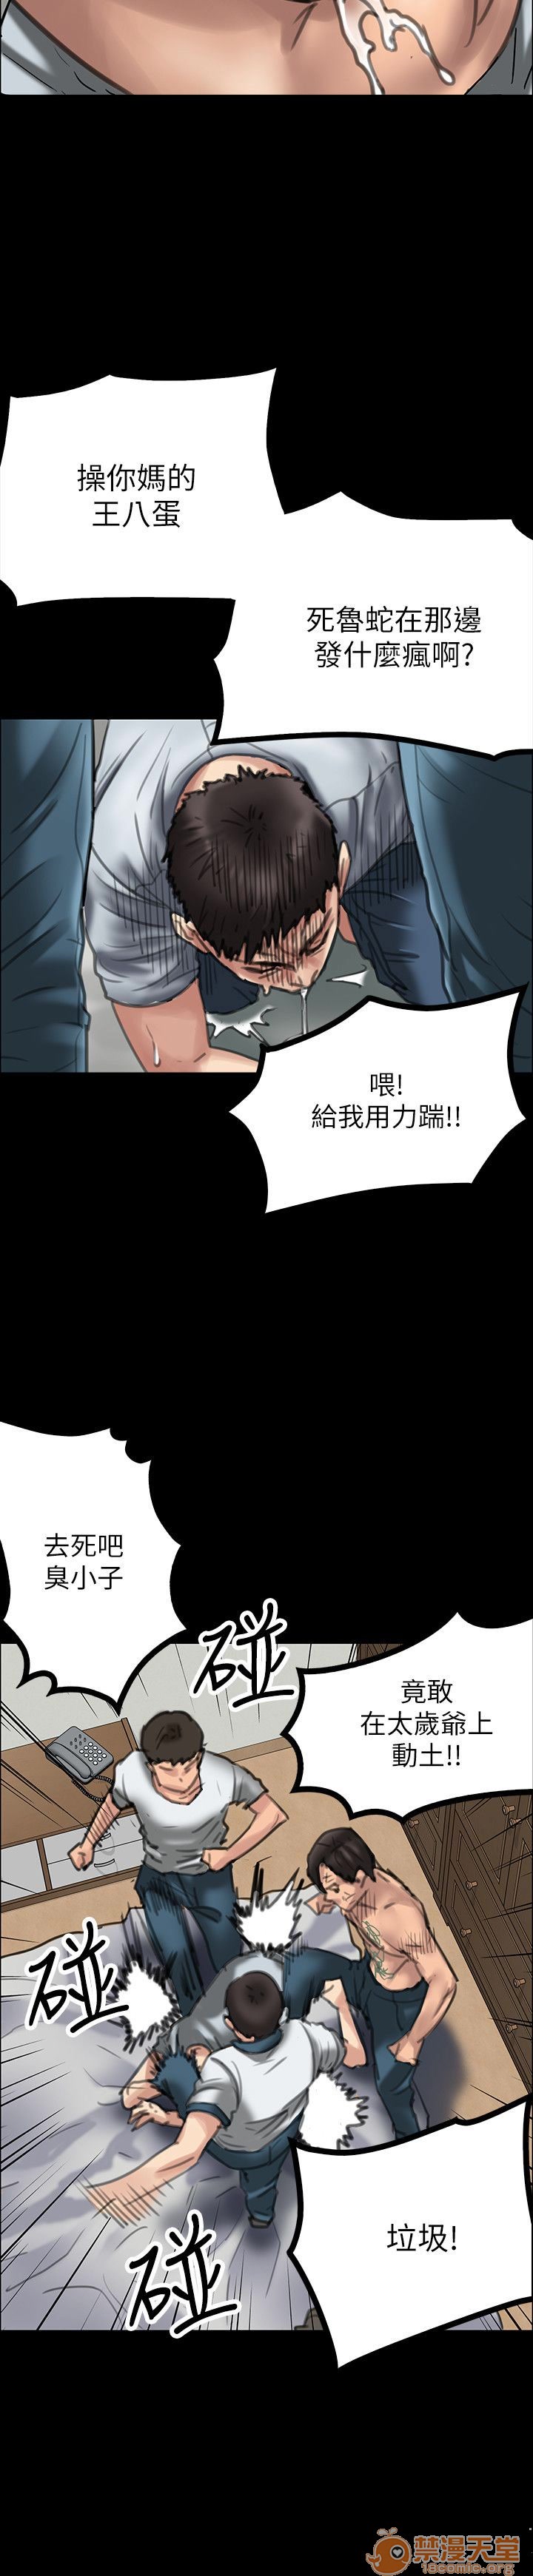 操你媽的
王八蛋
死魯蛇在那邊
發什麼瘋啊?
喂!
給我用力踹!!
去死吧
臭小子
碰
竟敢
在太歲爺上
動土!!
碰
垃圾!
碰
禁漫天堂
18comic.org